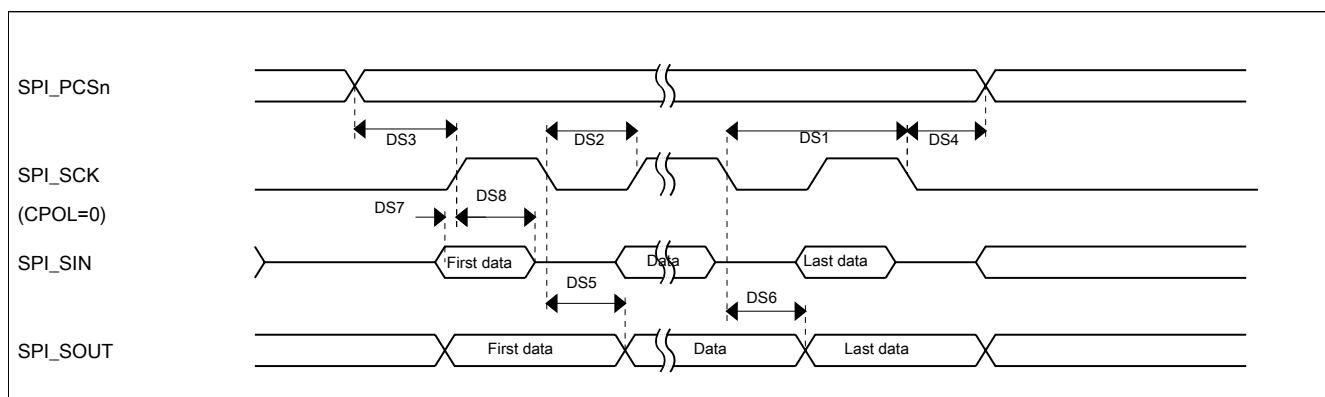 SPI_PCSn
DS3
DS2
DS1
DS4
SPI_SCK
(CPOL=0)
DS7
DS8
SPI_SIN
First data
Data
Last data
DS5
DS6
SPI_SOUT
First data
Data
Last data